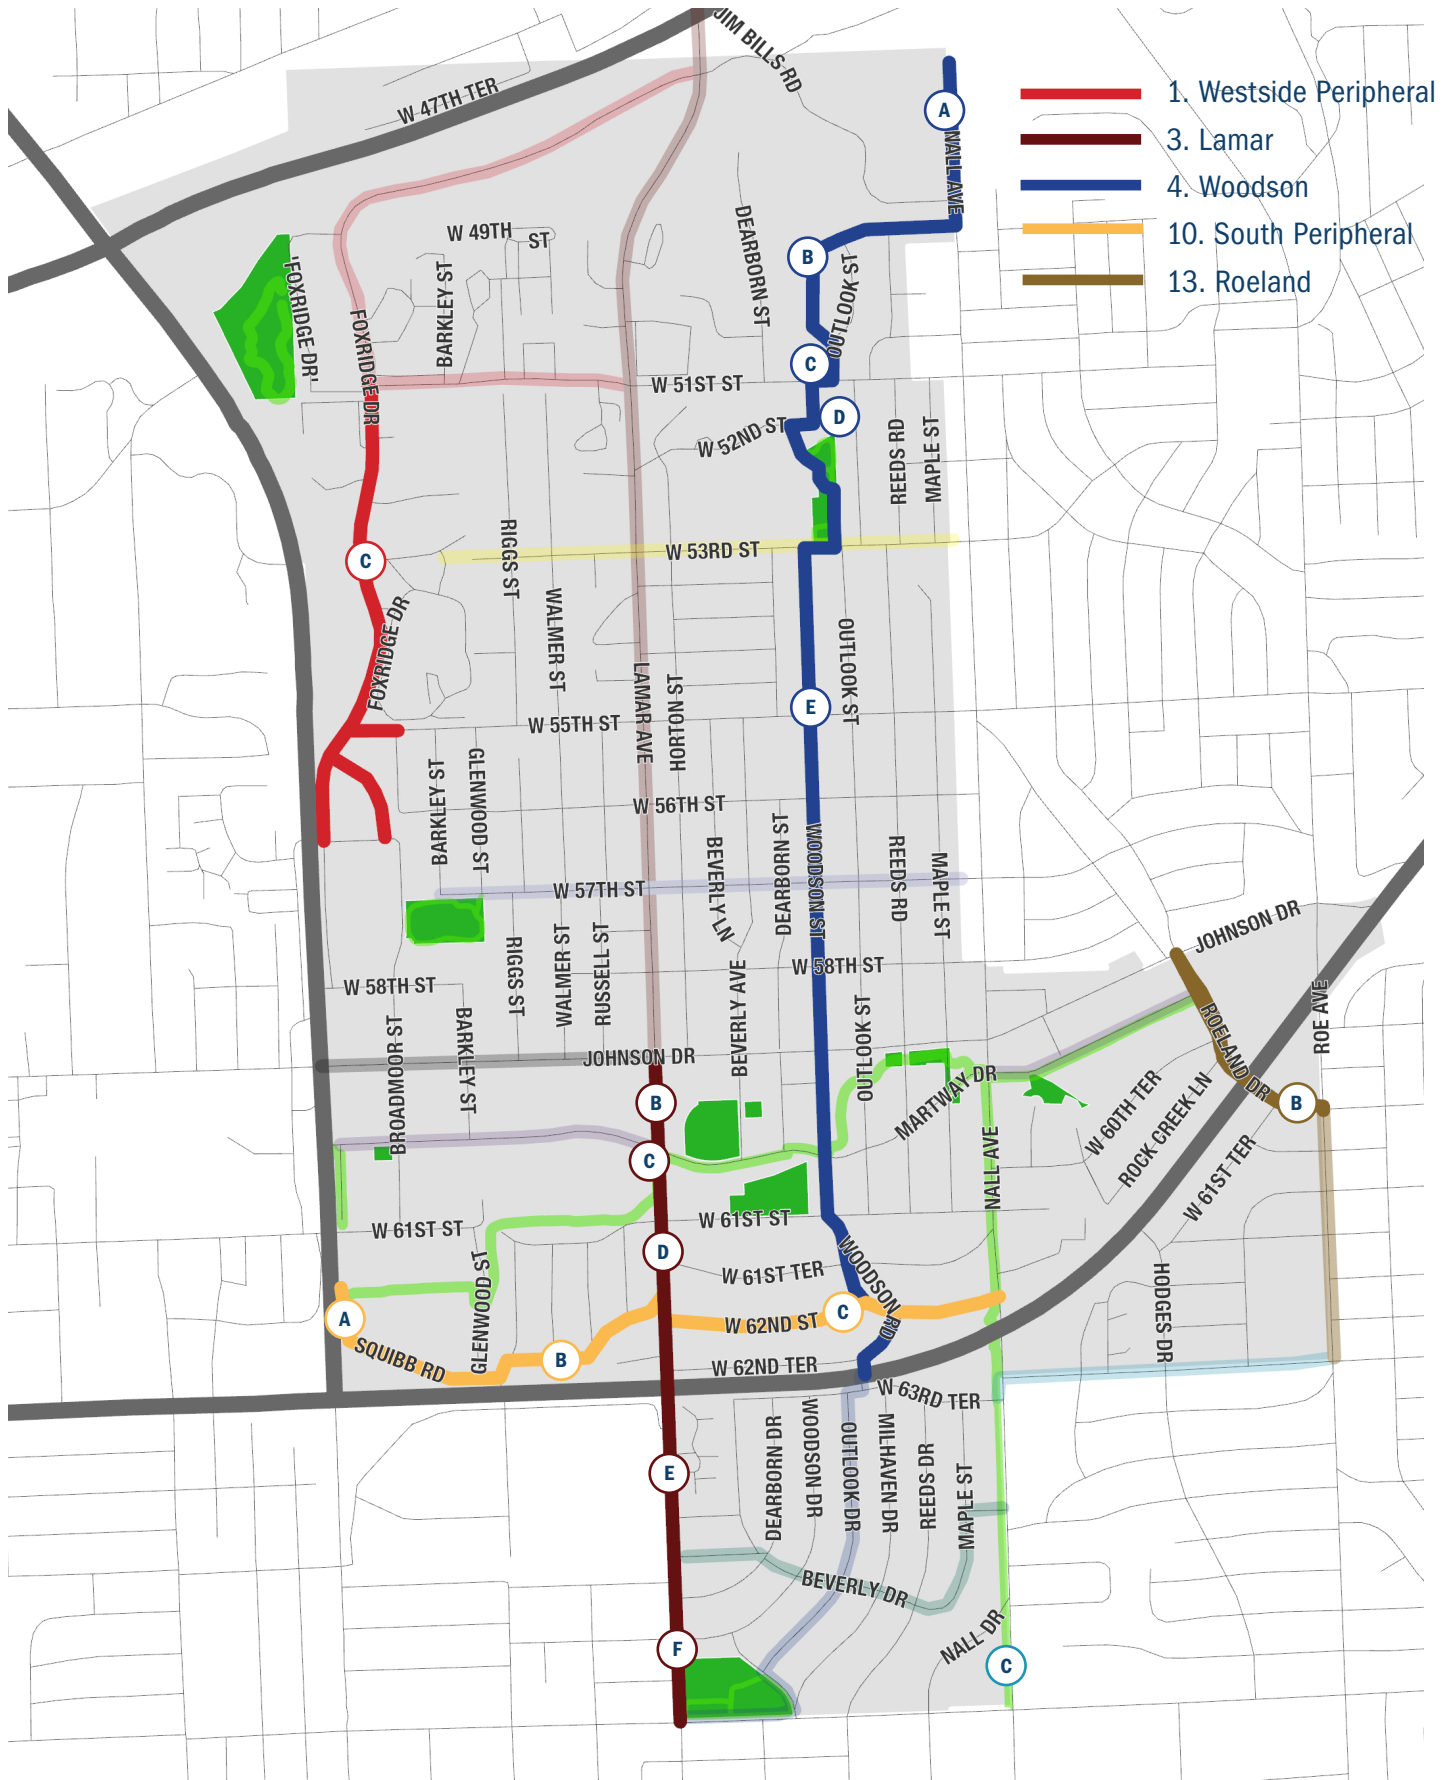 JIM BILLS RD
W 47TH TER
1. Westside Peripheral
3. Lamar
4. Woodson
10. South Peripheral
13. Roeland
A
NALL AVE
W 49TH ST
'FOXRIDGE DR'
BARKLEY ST
DEARBORN ST
B
OUTLOOK ST
FOXRIDGE DR
C
W 51ST ST
D
W 52ND ST
REEDS RD
MAPLE ST
W 53RD ST
C
RIGGS ST
WALMER ST
FOXRIDGE DR
OUTLOOK ST
LAMAR AVE
HORTON ST
E
W 55TH ST
BARKLEY ST
GLENWOOD ST
W 56TH ST
BEVERLY LN
DEARBORN ST
WOODSON ST
REEDS RD
MAPLE ST
W 57TH ST
JOHNSON DR
RIGGS ST
WALMER ST
RUSSELL ST
BEVERLY AVE
W 58TH ST
W 58TH ST
BROADMOOR ST
BARKLEY ST
OUTLOOK ST
ROE AVE
ROELAND DR
JOHNSON DR
MARTWAY DR
B
B
W 60TH TER
ROCK CREEK LN
W 61ST TER
NALL AVE
C
W 61ST ST
W 61ST ST
GLENWOOD ST
D
W 61ST TER
WOODSON RD
HODGES DR
A
C
W 62ND ST
SQUIBB RD
B
W 62ND TER
W 63RD TER
DEARBORN DR
WOODSON DR
OUTLOOK DR
MILHAVEN DR
REEDS DR
MAPLE ST
E
BEVERLY DR
NALL DR
F
C